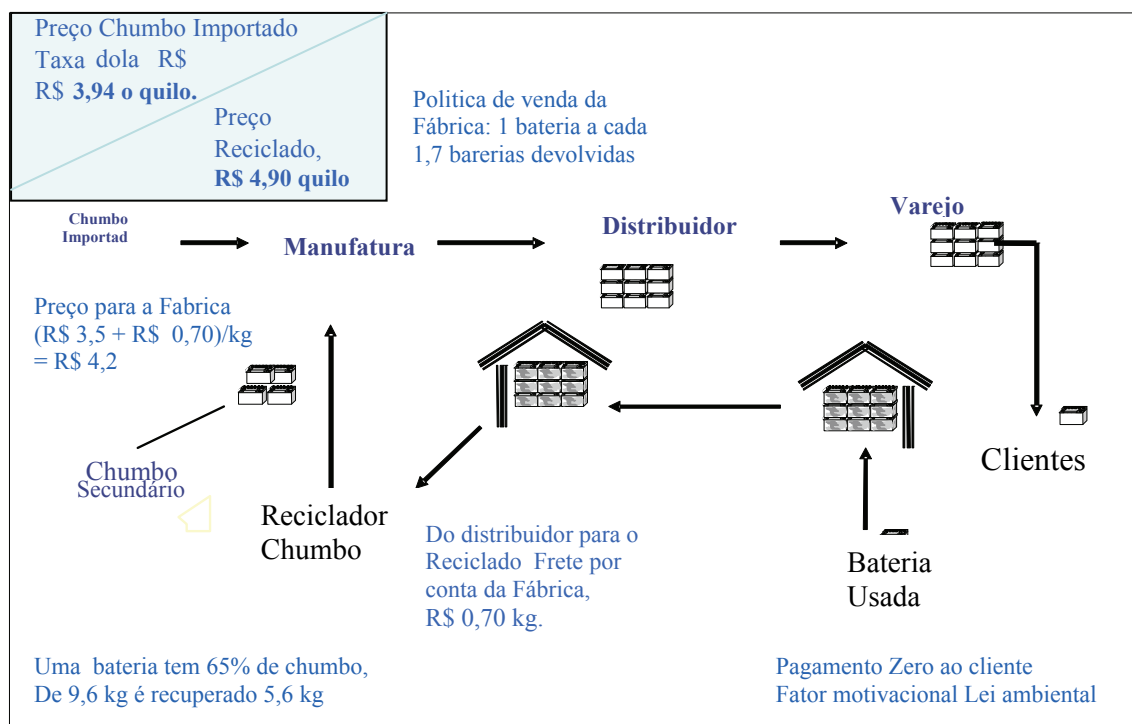 Preço Chumbo Importado
Taxa dola R$
R$ 3,94 o quilo.
Preço
Reciclado,
R$ 4,90 quilo
Politica de venda da
Fábrica: 1 bateria a cada
1,7 barerias devolvidas
Chumbo
Importad
Manufatura
Distribuidor
Varejo
Preço para a Fabrica
(R$ 3,5 + R$ 0,70)/kg
= R$ 4,2
Chumbo
Secundário
Reciclador
Chumbo
Do distribuidor para o
Reciclado Frete por
conta da Fábrica,
R$ 0,70 kg.
Clientes
Bateria
Usada
Uma bateria tem 65% de chumbo,
De 9,6 kg é recuperado 5,6 kg
Pagamento Zero ao cliente
Fator motivacional Lei ambiental